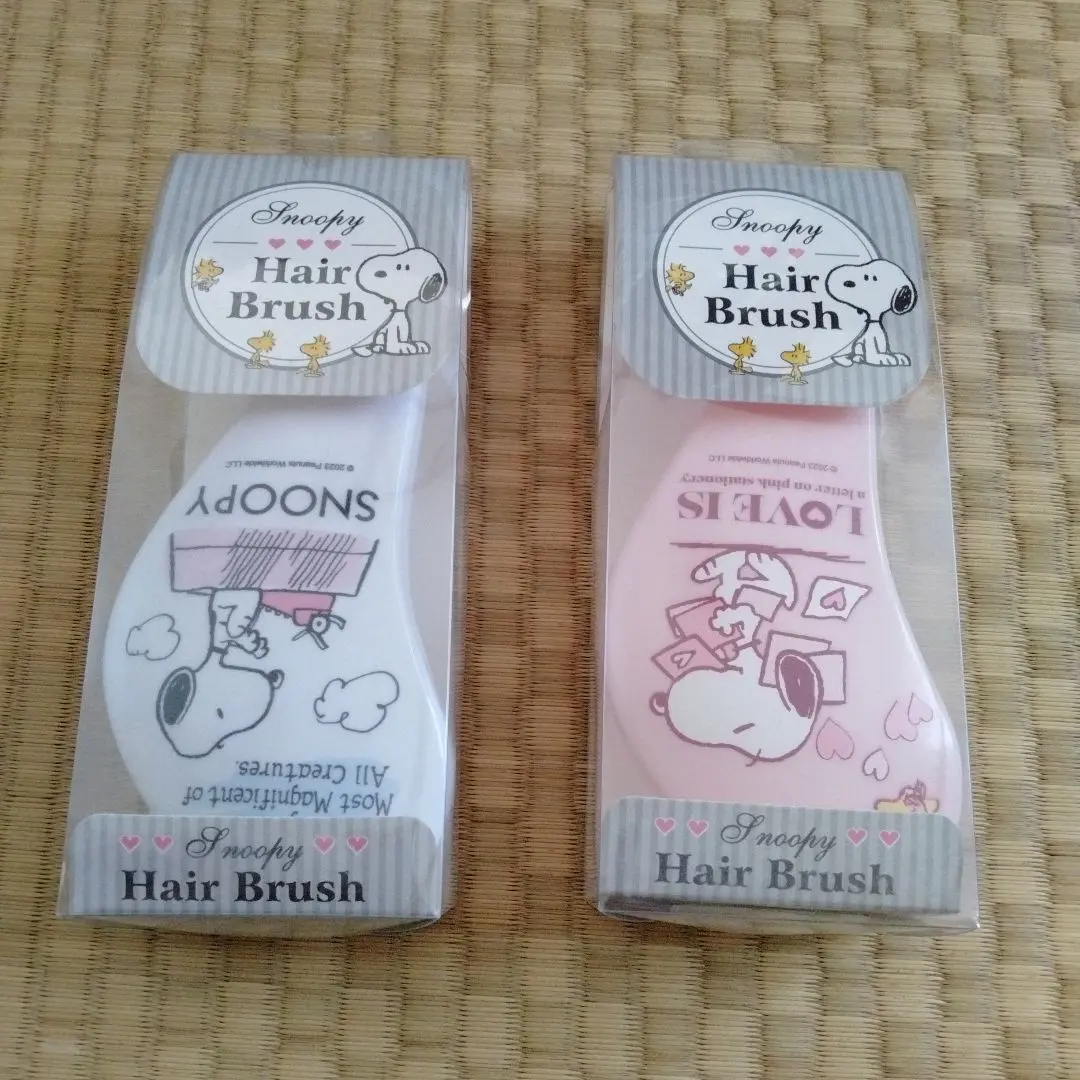 Snoopy
Hair
Brush
© 2023 Peanuts Worldwide LLC
SNOOPY
Most Magnificent of
All Creatures.
Snoopy
Hair Brush
Snoopy
Hair
Brush
© 2023 Peanuts Worldwide LLC
LOVE IS
a letter on pink stationery
Snoopy
Hair Brush